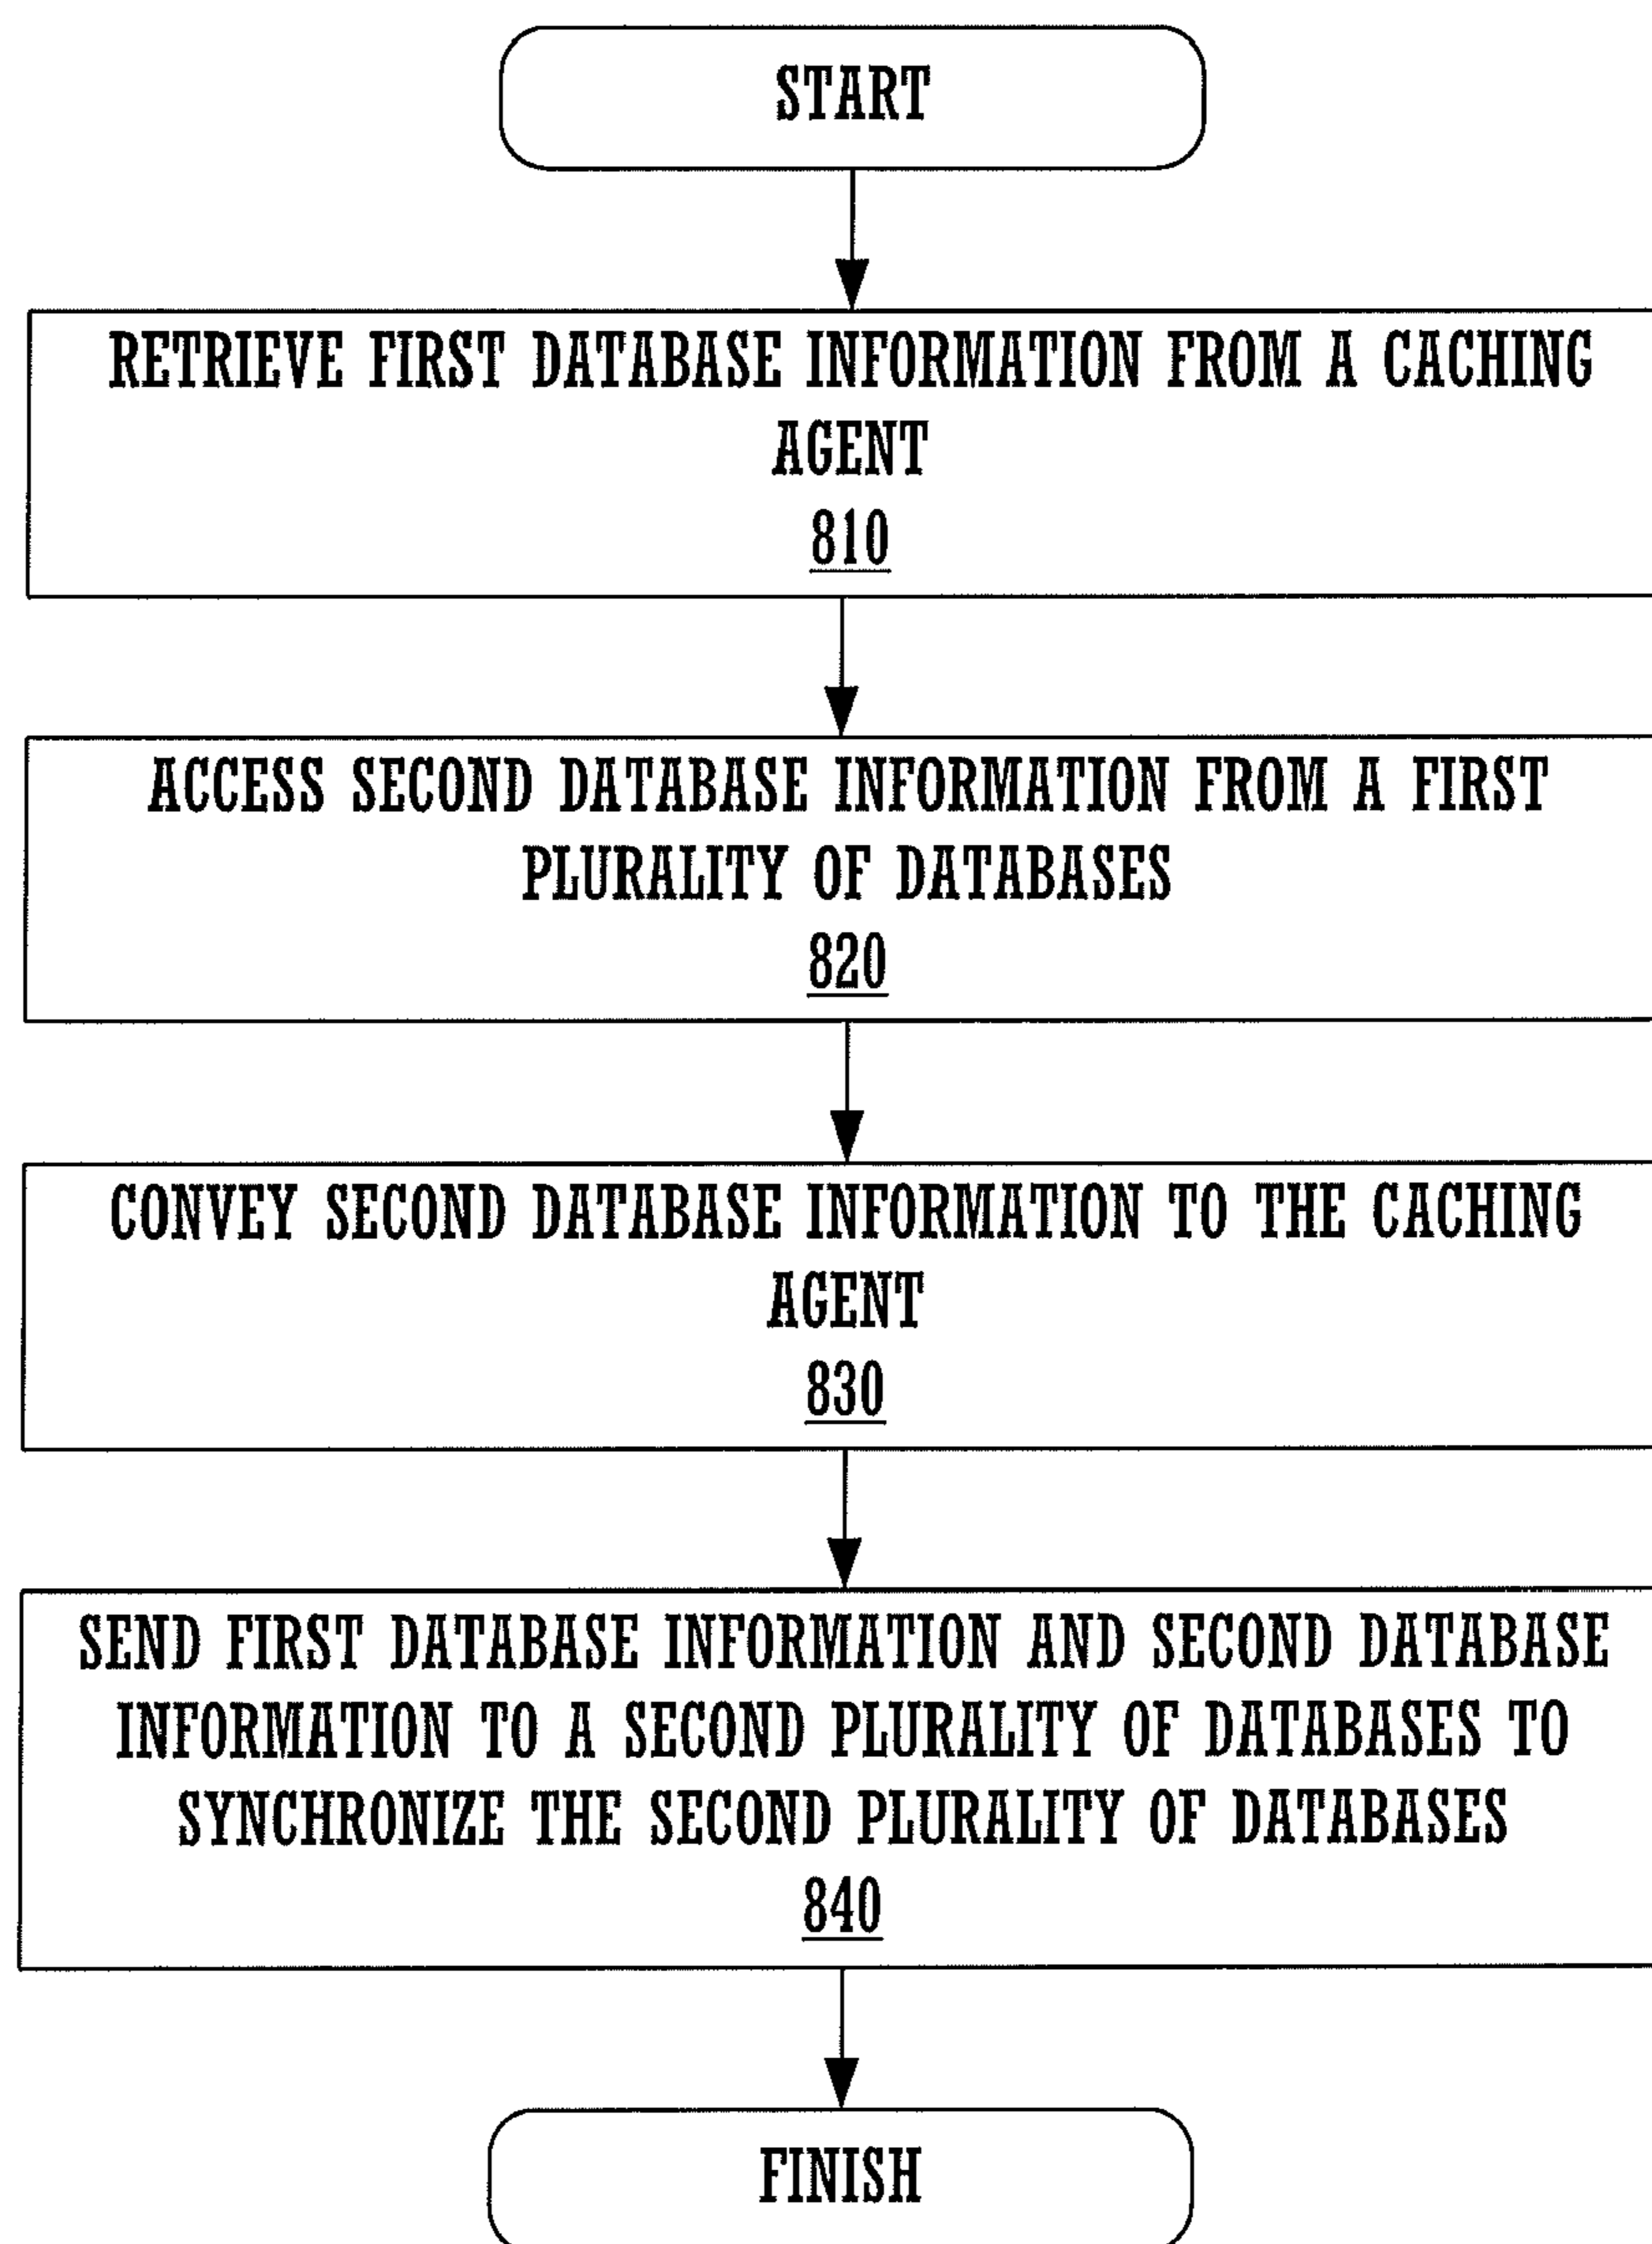 START
RETRIEVE FIRST DATABASE INFORMATION FROM A CACHING
AGENT
810
ACCESS SECOND DATABASE INFORMATION FROM A FIRST
PLURALITY OF DATABASES
820
CONVEY SECOND DATABASE INFORMATION TO THE CACHING
AGENT
830
SEND FIRST DATABASE INFORMATION AND SECOND DATABASE
INFORMATION TO A SECOND PLURALITY OF DATABASES TO
SYNCHRONIZE THE SECOND PLURALITY OF DATABASES
840
FINISH